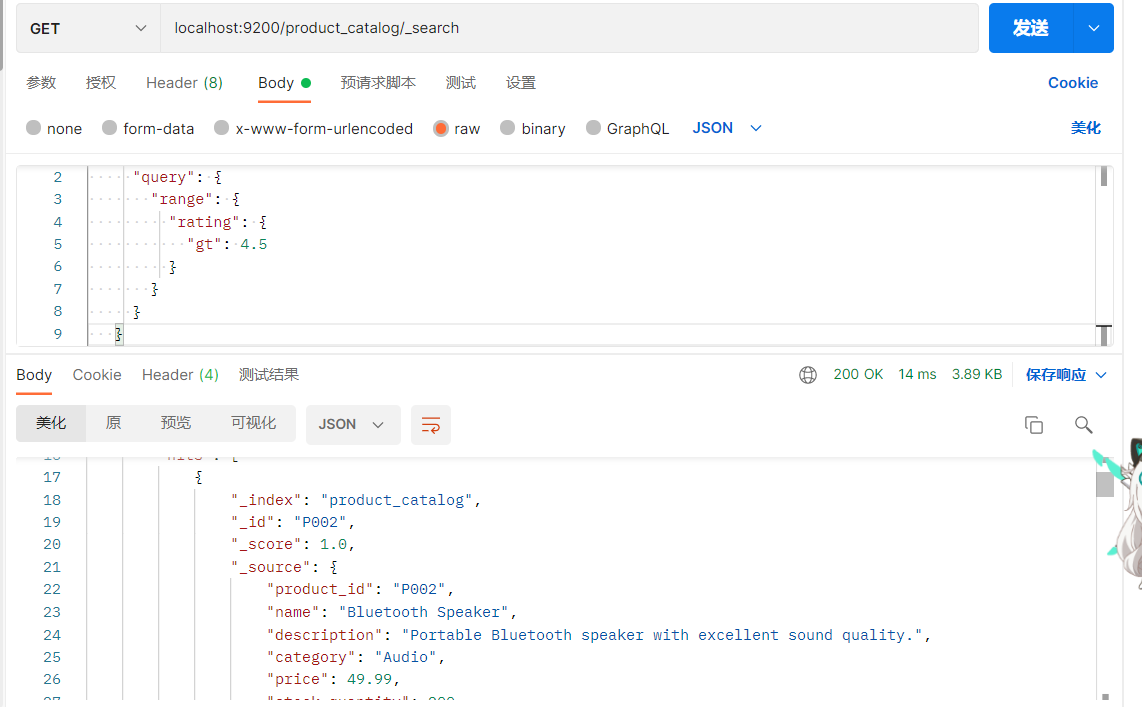 GET localhost:9200/product_catalog/_search 发送
参数 授权 Header (8) Body 预请求脚本 测试 设置 Cookie
none form-data x-www-form-urlencoded raw binary GraphQL JSON 美化
2 "query": {
3 "range": {
4 "rating": {
5 "gt": 4.5
6 }
7 }
8 }
9 }
Body Cookie Header (4) 测试结果 200 OK 14 ms 3.89 KB 保存响应
美化 原 预览 可视化 JSON
17 {
18 "_index": "product_catalog",
19 "_id": "P002",
20 "_score": 1.0,
21 "_source": {
22 "product_id": "P002",
23 "name": "Bluetooth Speaker",
24 "description": "Portable Bluetooth speaker with excellent sound quality.",
25 "category": "Audio",
26 "price": 49.99,